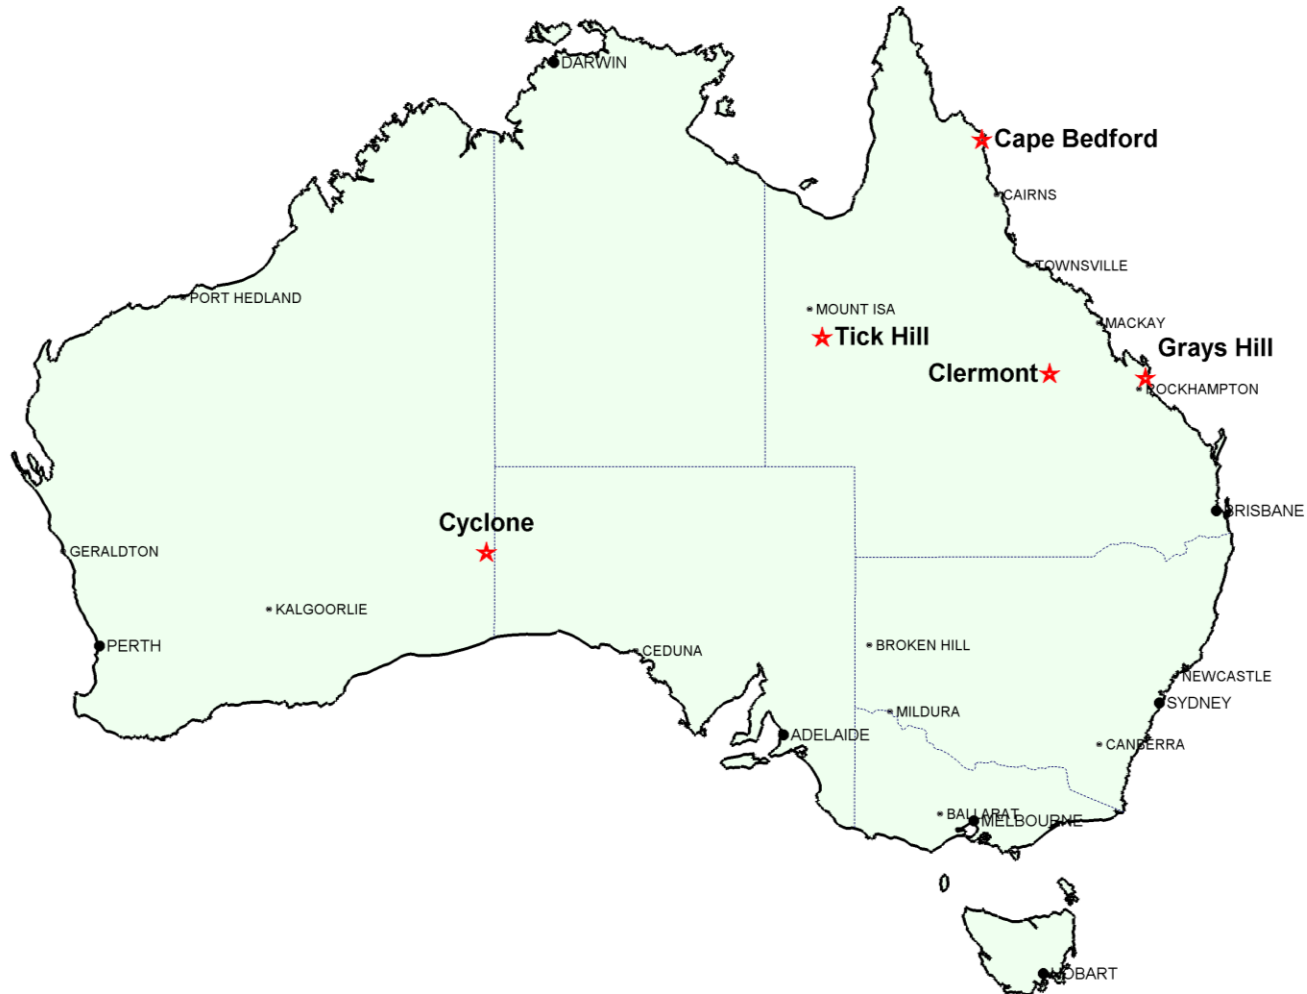 DARWIN
Cape Bedford
CAIRNS
TOWNSVILLE
PORT HEDLAND
MOUNT ISA
MACKAY
Tick Hill
Grays Hill
Clermont
ROCKHAMPTON
Cyclone
BRISBANE
GERALDTON
KALGOORLIE
PERTH
CEDUNA
BROKEN HILL
NEWCASTLE
SYDNEY
MILDURA
ADELAIDE
CANBERRA
BALLARAT
MELBOURNE
HOBART